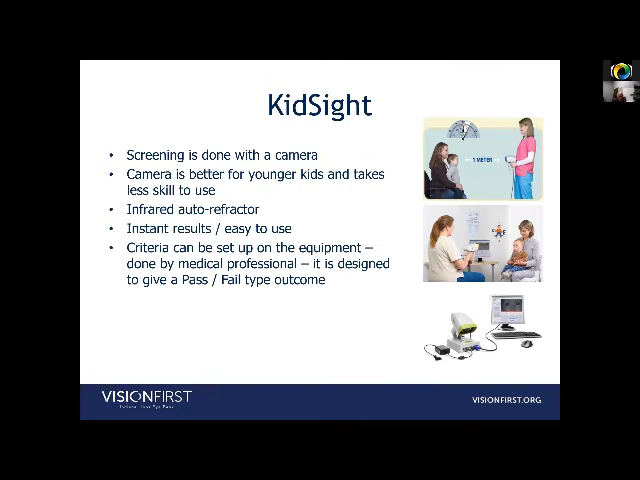 KidSight
• Screening is done with a camera
• Camera is better for younger kids and takes
less skill to use
• Infrared auto-refractor
• Instant results / easy to use
• Criteria can be set up on the equipment –
done by medical professional – it is designed
to give a Pass / Fail type outcome
1 METER
VISIONFIRST
VISIONFIRST.ORG